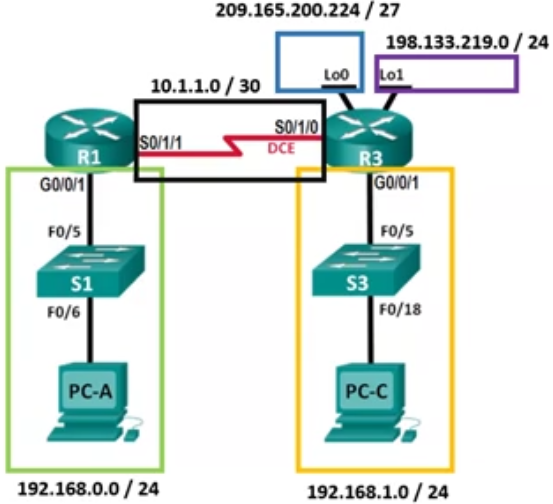 209.165.200.224 / 27
198.133.219.0 / 24
Lo0
Lo1
10.1.1.0 / 30
S0/1/1
S0/1/0
DCE
R1
R3
G0/0/1
G0/0/1
F0/5
F0/5
S1
S3
F0/6
F0/18
PC-A
PC-C
192.168.0.0 / 24
192.168.1.0 / 24